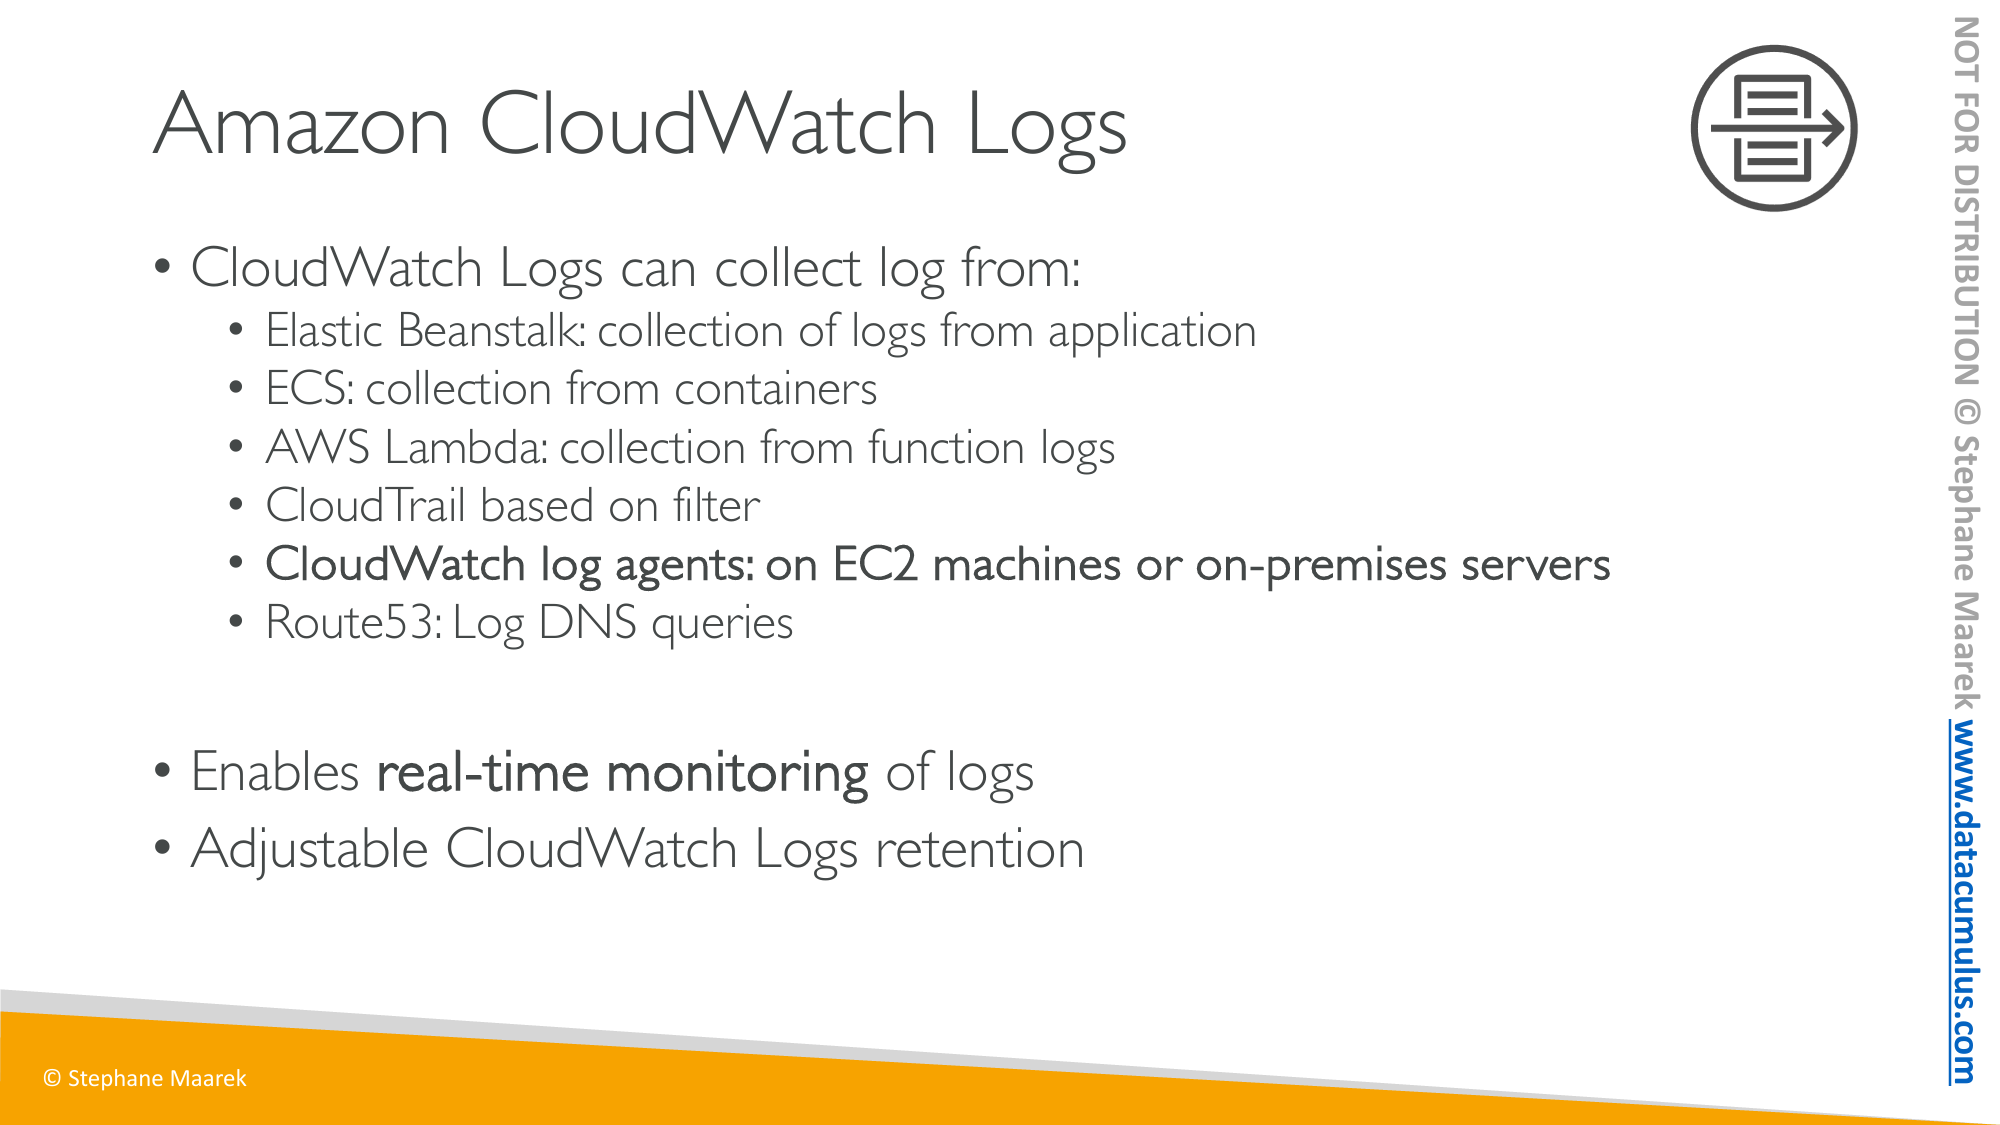 Amazon CloudWatch Logs
• CloudWatch Logs can collect log from:
• Elastic Beanstalk: collection of logs from application
• ECS: collection from containers
• AWS Lambda: collection from function logs
• CloudTrail based on filter
• CloudWatch log agents: on EC2 machines or on-premises servers
• Route53: Log DNS queries
• Enables real-time monitoring of logs
• Adjustable CloudWatch Logs retention
© Stephane Maarek
NOT FOR DISTRIBUTION © Stephane Maarek www.datacumulus.com